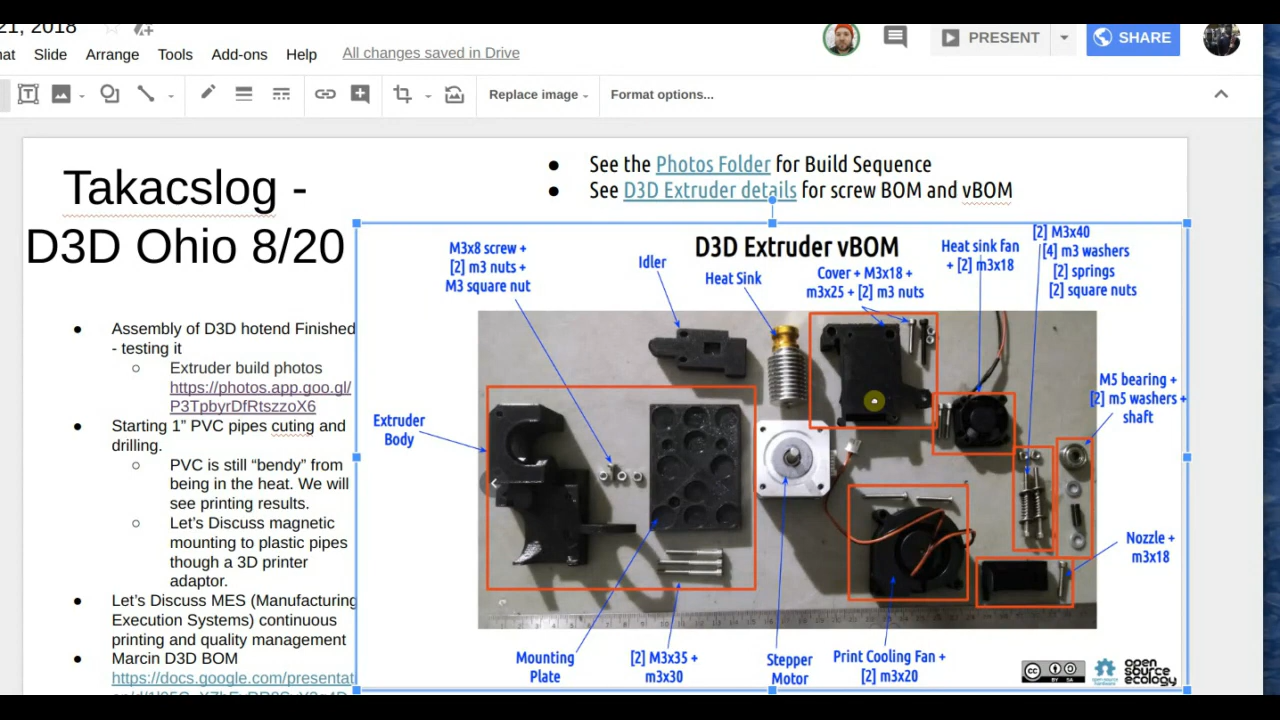 21, 2018
nat Slide Arrange Tools Add-ons Help All changes saved in Drive
PRESENT SHARE
Replace image Format options...
Takacslog -
D3D Ohio 8/20
● See the Photos Folder for Build Sequence
● See D3D Extruder details for screw BOM and vBOM
● Assembly of D3D hotend Finished
- testing it
○ Extruder build photos
https://photos.app.goo.gl/
P3TpbyrDfRtszzoX6
● Starting 1” PVC pipes cuting and
drilling.
○ PVC is still “bendy” from
being in the heat. We will
see printing results.
○ Let’s Discuss magnetic
mounting to plastic pipes
though a 3D printer
adaptor.
● Let’s Discuss MES (Manufacturing
Execution Systems) continuous
printing and quality management
● Marcin D3D BOM
https://docs.google.com/presentat
D3D Extruder vBOM
M3x8 screw +
[2] m3 nuts +
M3 square nut
Idler
Heat Sink
Cover + M3x18 +
m3x25 + [2] m3 nuts
Heat sink fan
+ [2] m3x18
[2] M3x40
[4] m3 washers
[2] springs
[2] square nuts
M5 bearing +
[2] m5 washers +
shaft
Extruder
Body
Nozzle +
m3x18
Mounting
Plate
[2] M3x35 +
m3x30
Stepper
Motor
Print Cooling Fan +
[2] m3x20
cc
BY SA
open
source
ecology